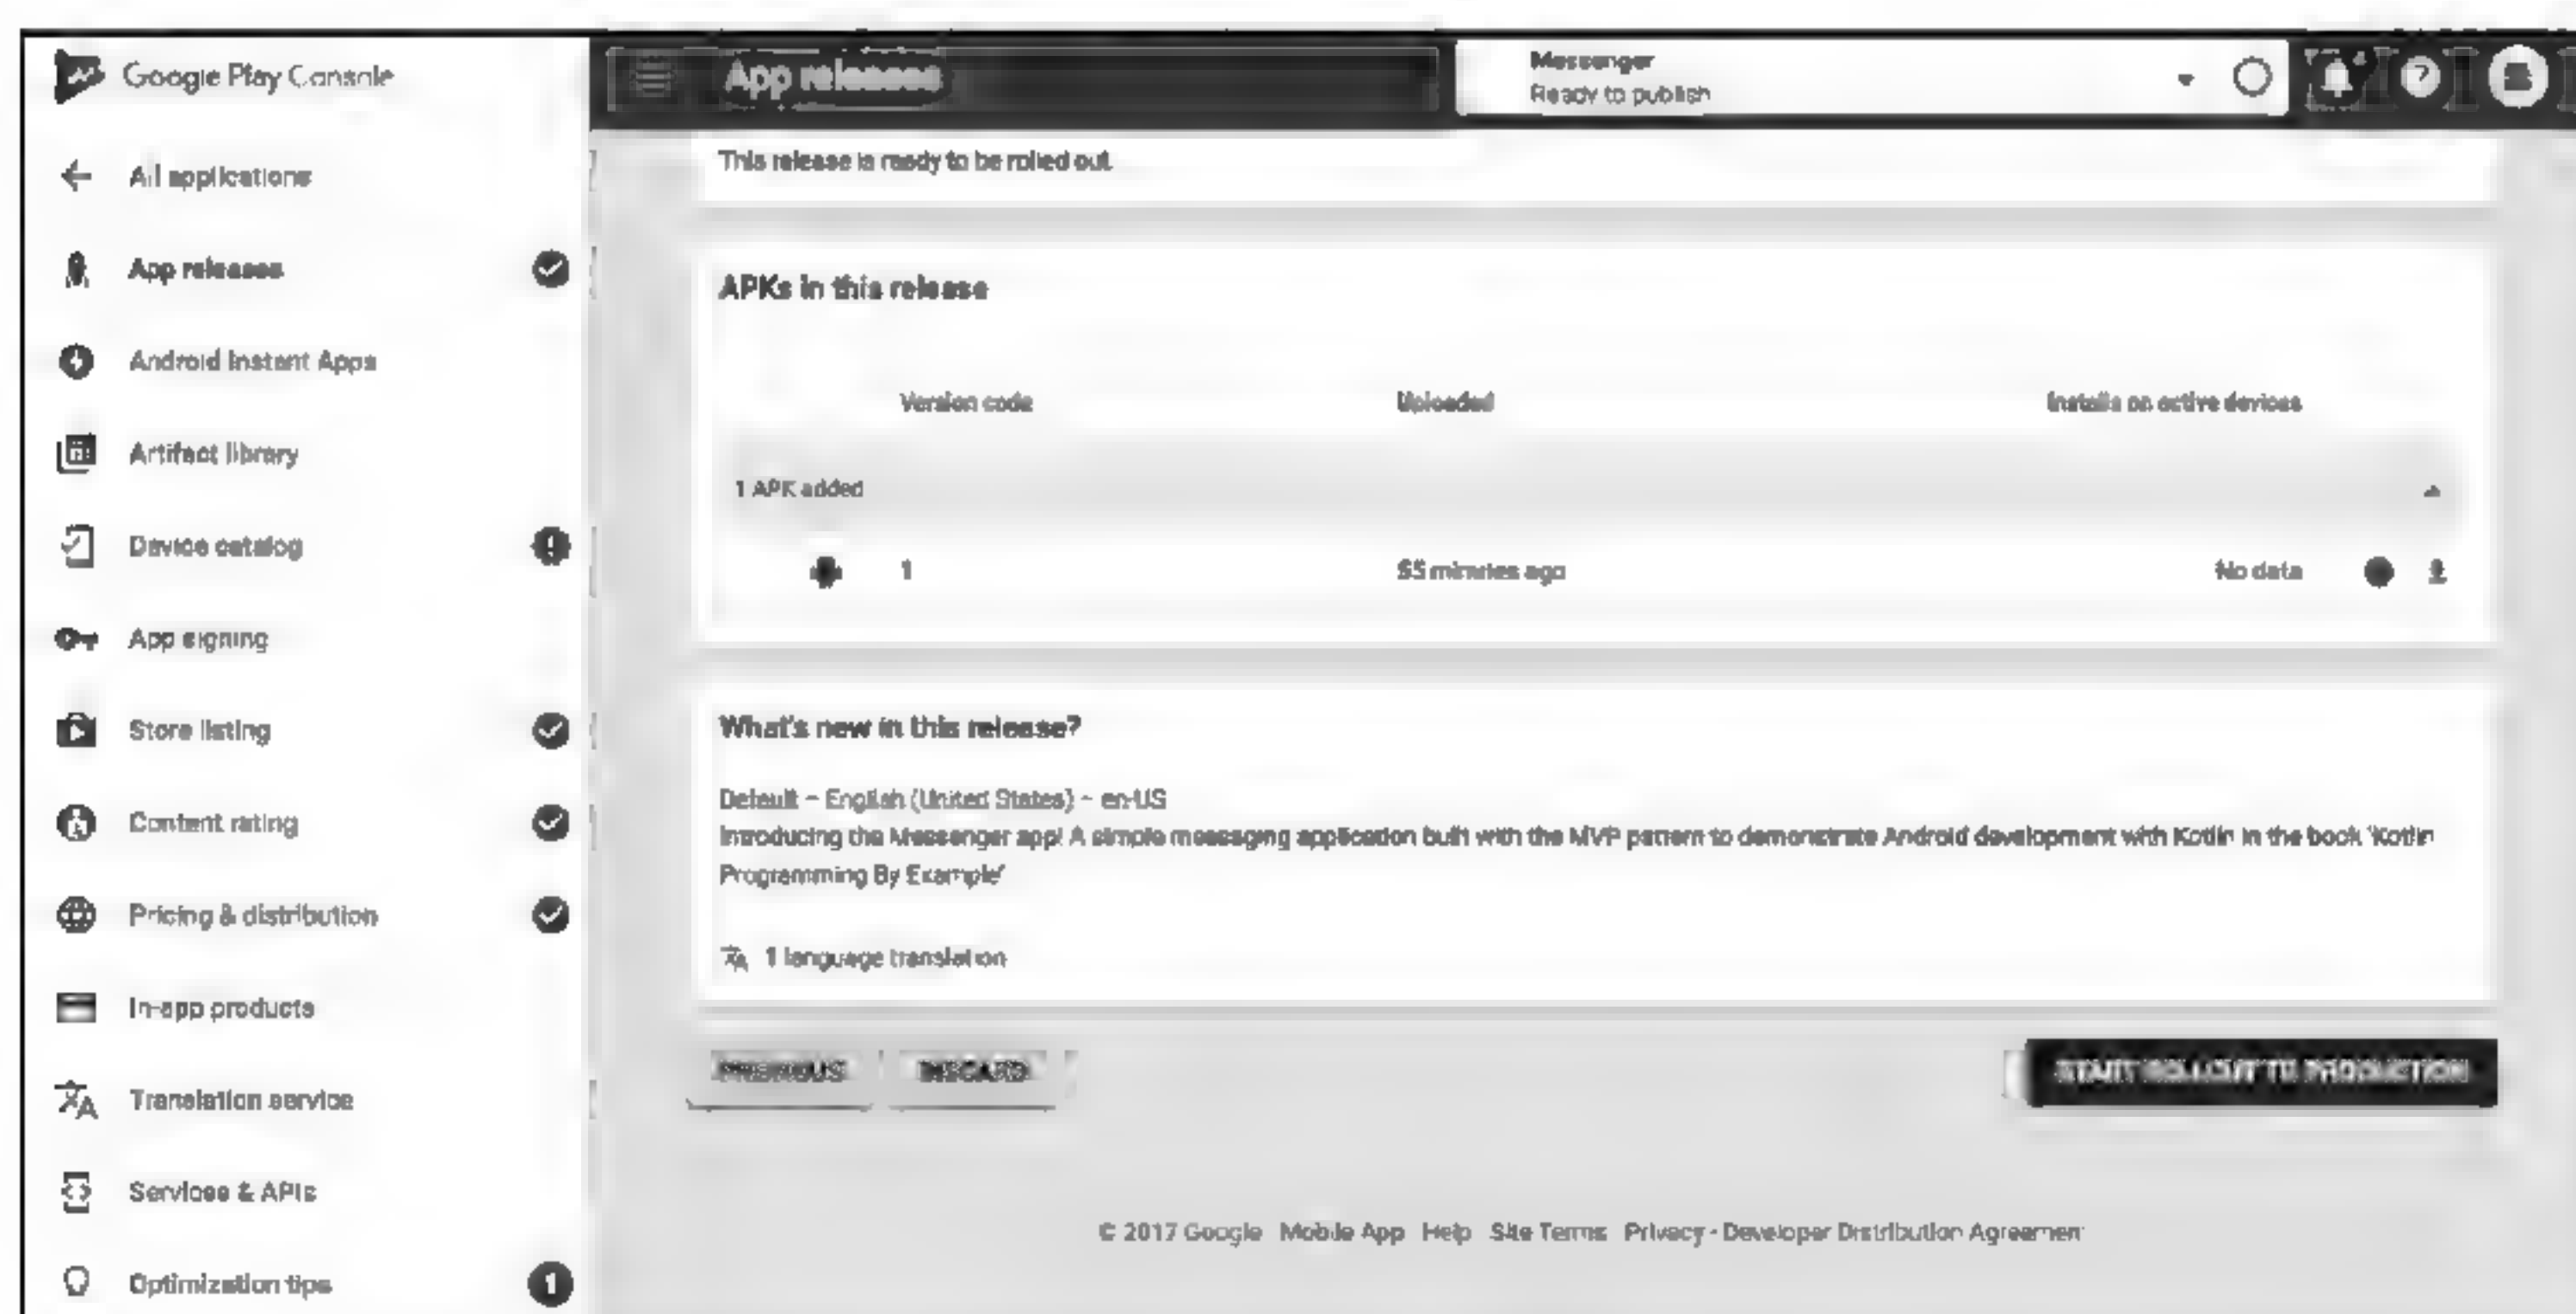 Google Play Console
App releases
Messenger
Ready to publish
4
?
All applications
App releases
Android Instant Apps
Artifact library
Device catalog
!
App signing
Store listing
Content rating
Pricing & distribution
In-app products
Translation service
Services & APIs
Optimization tips
1
This release is ready to be rolled out.
APKs in this release
Version code Uploaded Installs on active devices
1 APK added
1 55 minutes ago No data
What's new in this release?
Default – English (United States) – en-US
Introducing the Messenger app! A simple messaging application built with the MVP pattern to demonstrate Android development with Kotlin in the book 'Kotlin
Programming By Example'
1 language translation
PREVIOUS DISCARD START ROLLOUT TO PRODUCTION
© 2017 Google Mobile App Help Site Terms Privacy - Developer Distribution Agreement